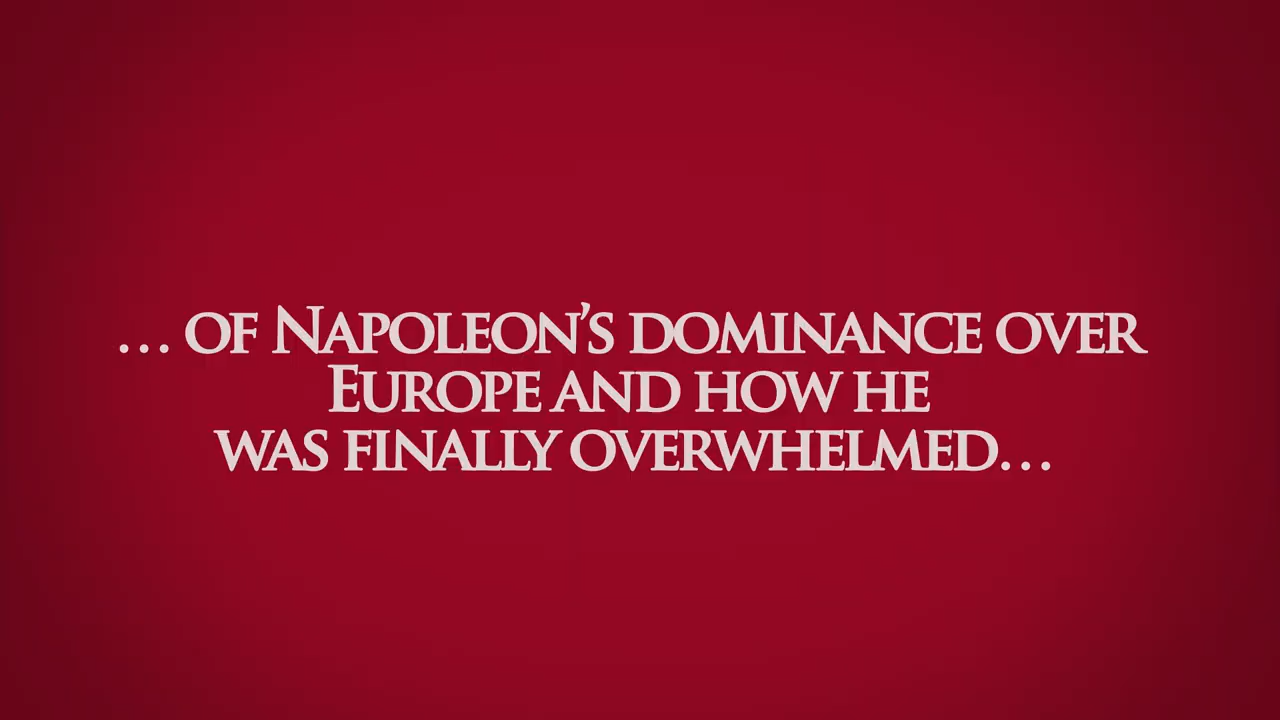 … of Napoleon’s dominance over
Europe and how he
was finally overwhelmed…